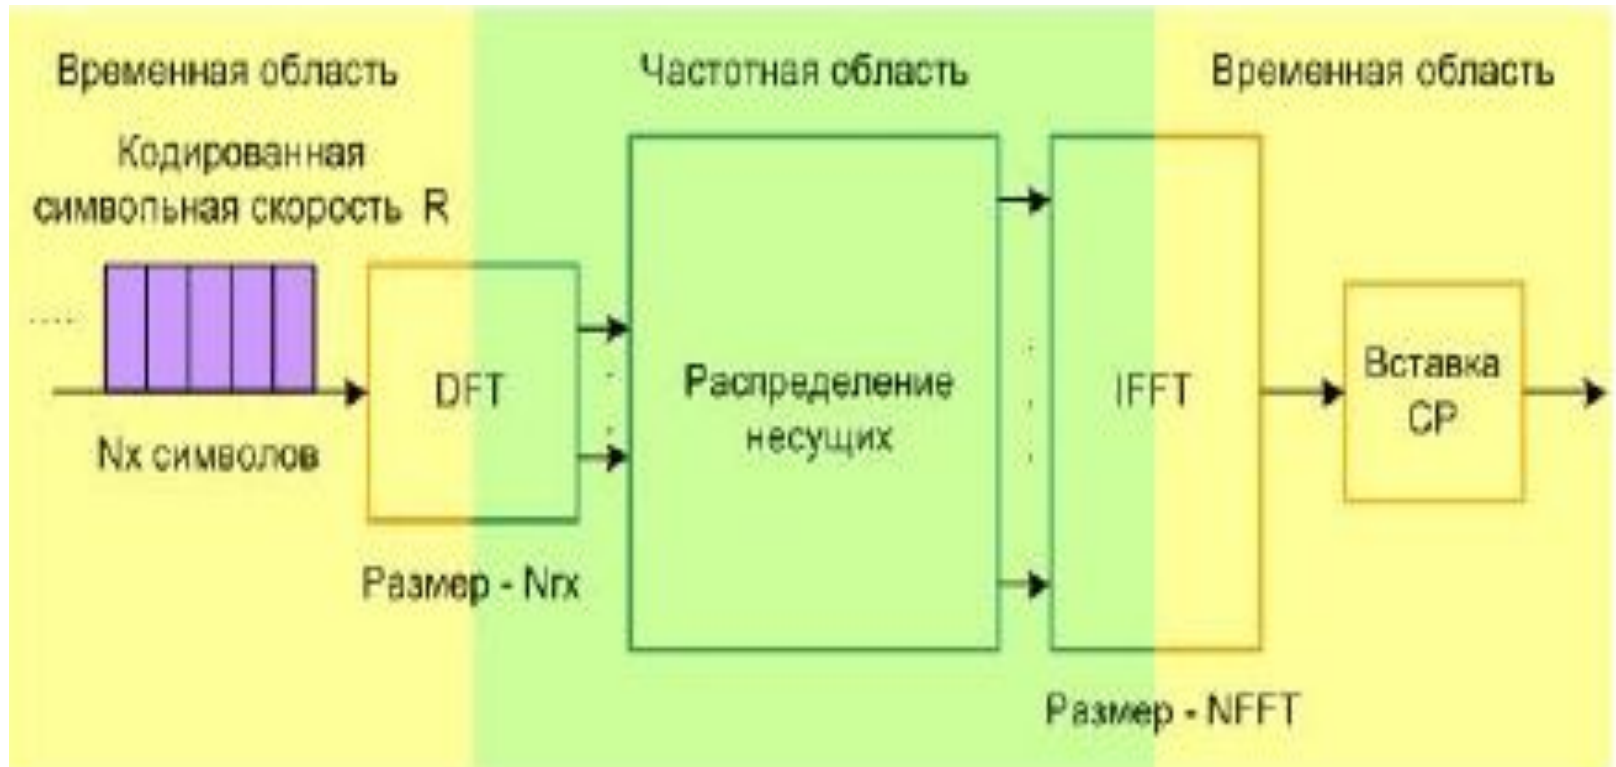 Временная область
Частотная область
Временная область
Кодированная
символьная скорость R
Nx символов
DFT
Размер - Nrx
Распределение
несущих
IFFT
Размер - NFFT
Вставка
CP